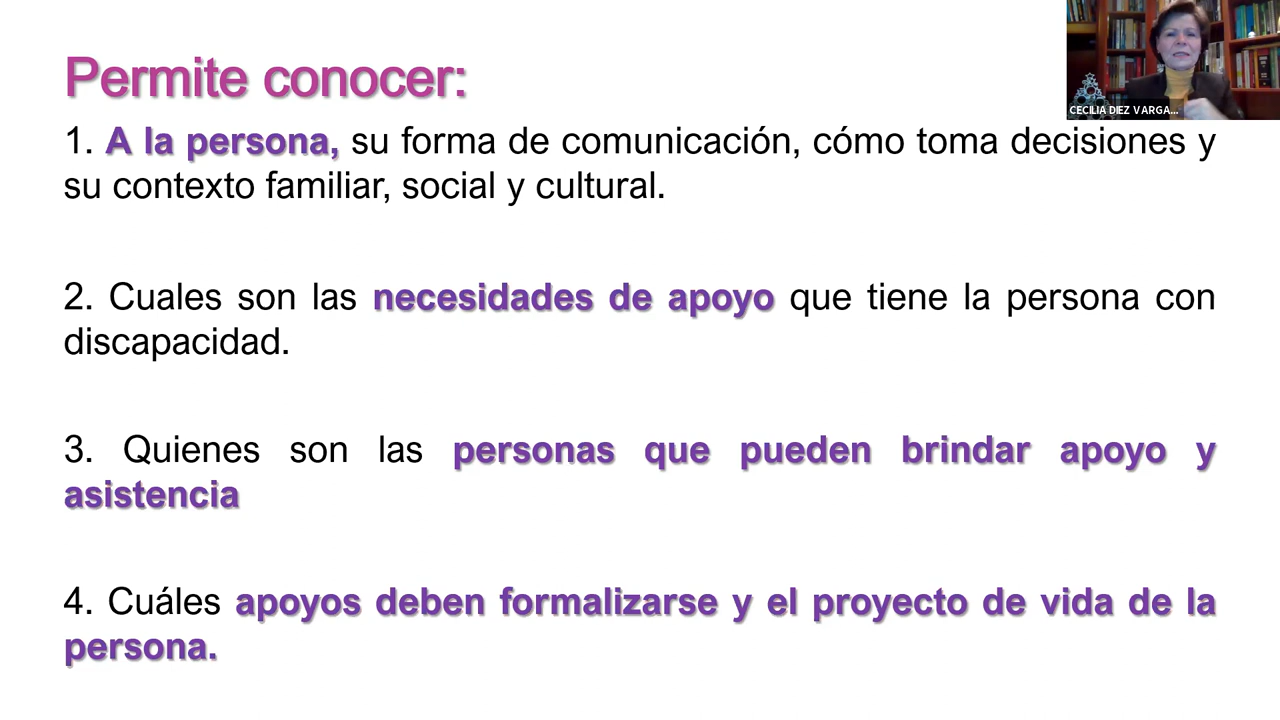 Permite conocer:
CECILIA DIEZ VARGA...
1. A la persona, su forma de comunicación, cómo toma decisiones y
su contexto familiar, social y cultural.
2. Cuales son las necesidades de apoyo que tiene la persona con
discapacidad.
3. Quienes son las personas que pueden brindar apoyo y
asistencia
4. Cuáles apoyos deben formalizarse y el proyecto de vida de la
persona.